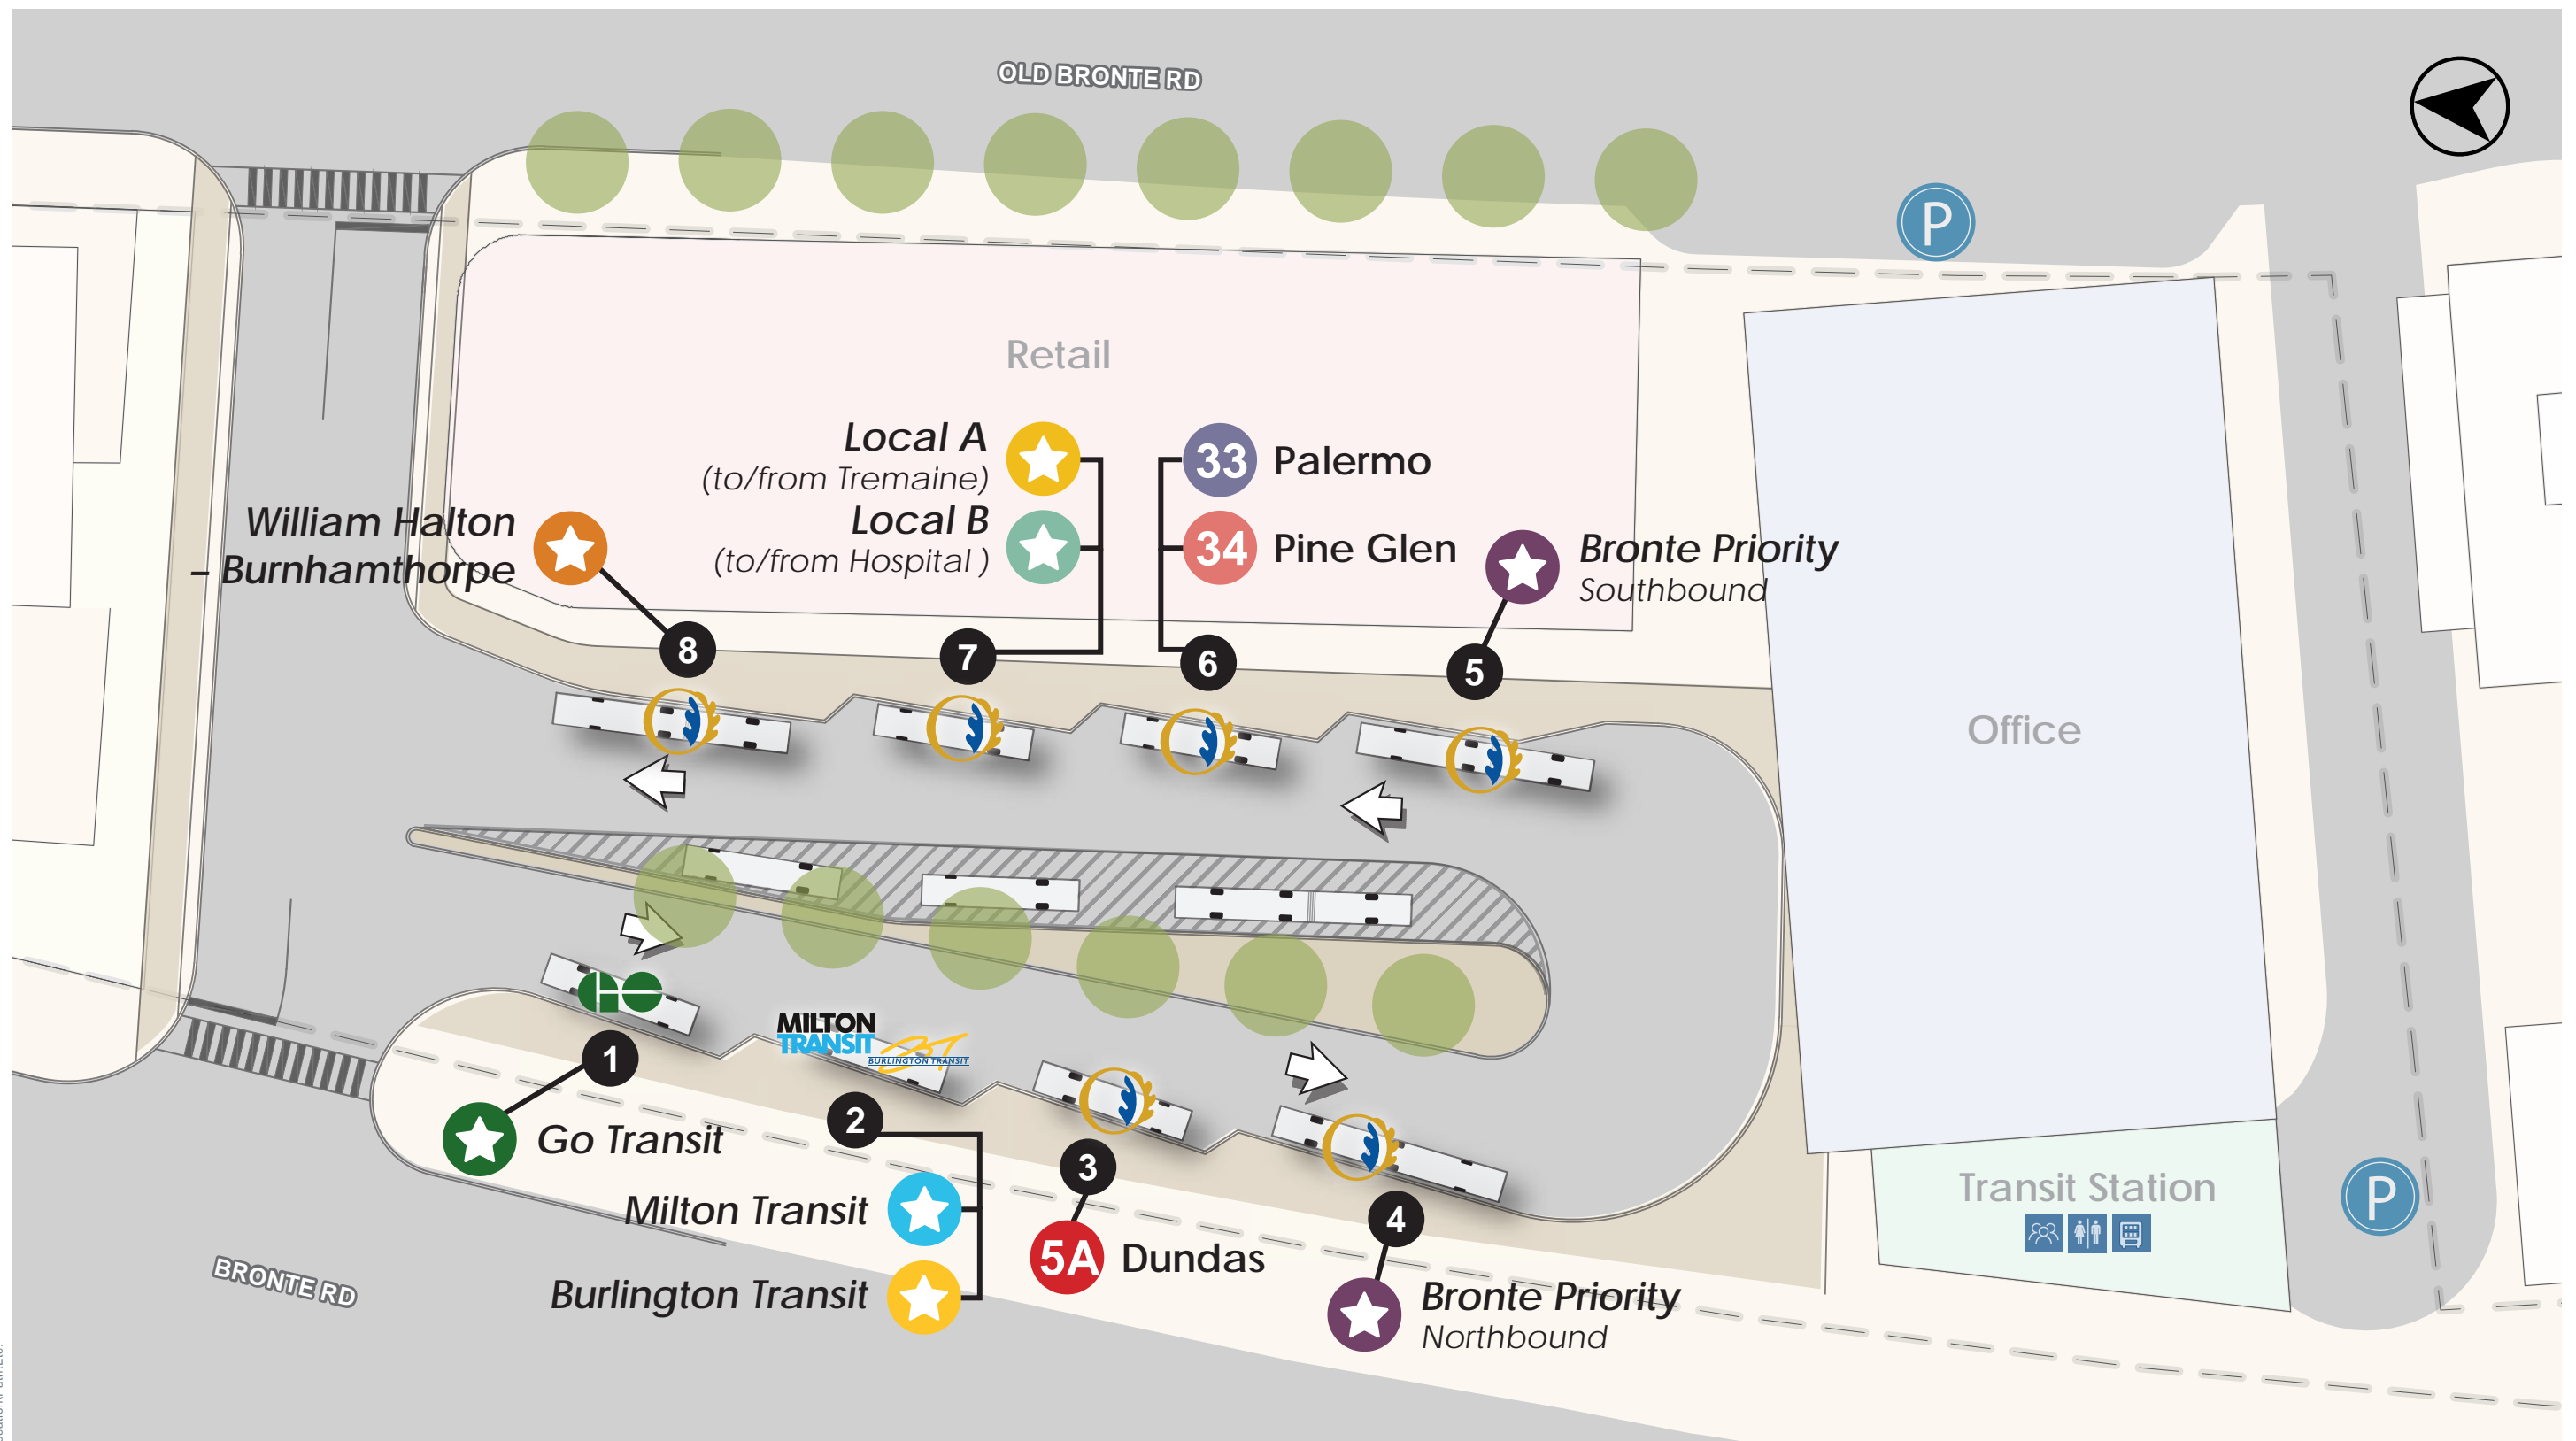 OLD BRONTE RD
P
Retail
Local A
(to/from Tremaine)
Local B
(to/from Hospital )
33 Palermo
34 Pine Glen
Bronte Priority
Southbound
William Halton
– Burnhamthorpe
8
7
6
5
Office
1
Go Transit
MILTON
TRANSIT
BURLINGTON TRANSIT
2
Milton Transit
Burlington Transit
3
5A Dundas
4
Bronte Priority
Northbound
Transit Station
P
BRONTE RD